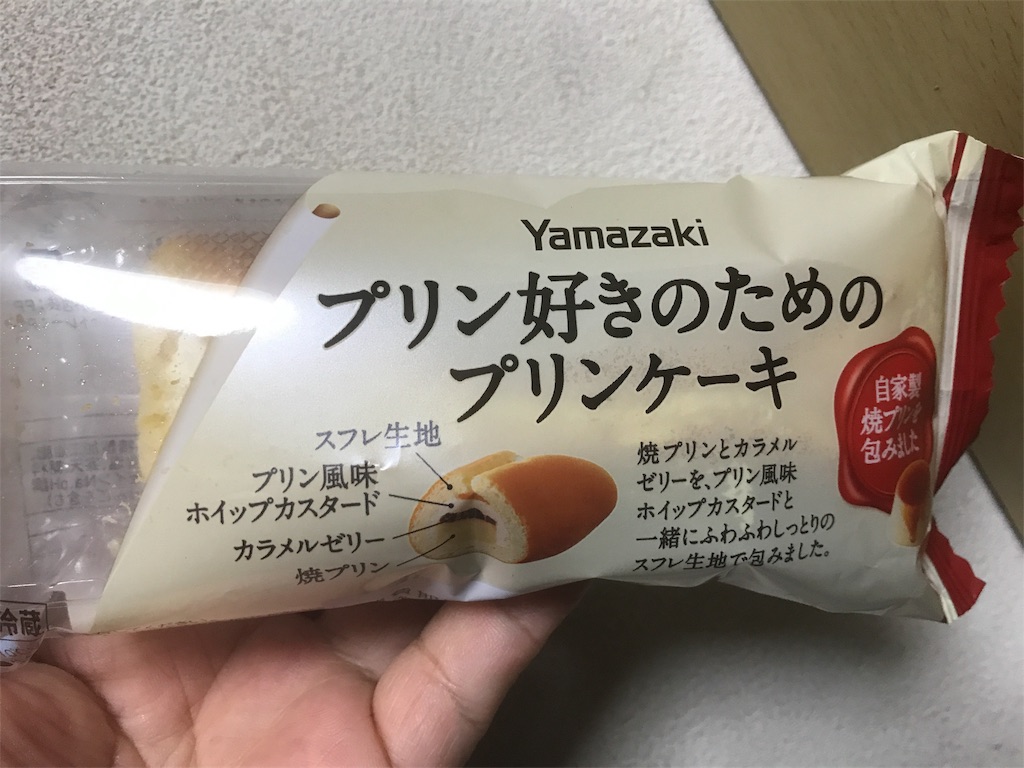 Yamazaki
プリン好きのための
プリンケーキ
自家製
焼プリンを
包みました
スフレ生地
プリン風味
ホイップカスタード
カラメルゼリー
焼プリン
焼プリンとカラメル
ゼリーを、プリン風味
ホイップカスタードと
一緒にふわふわしっとりの
スフレ生地で包みました。